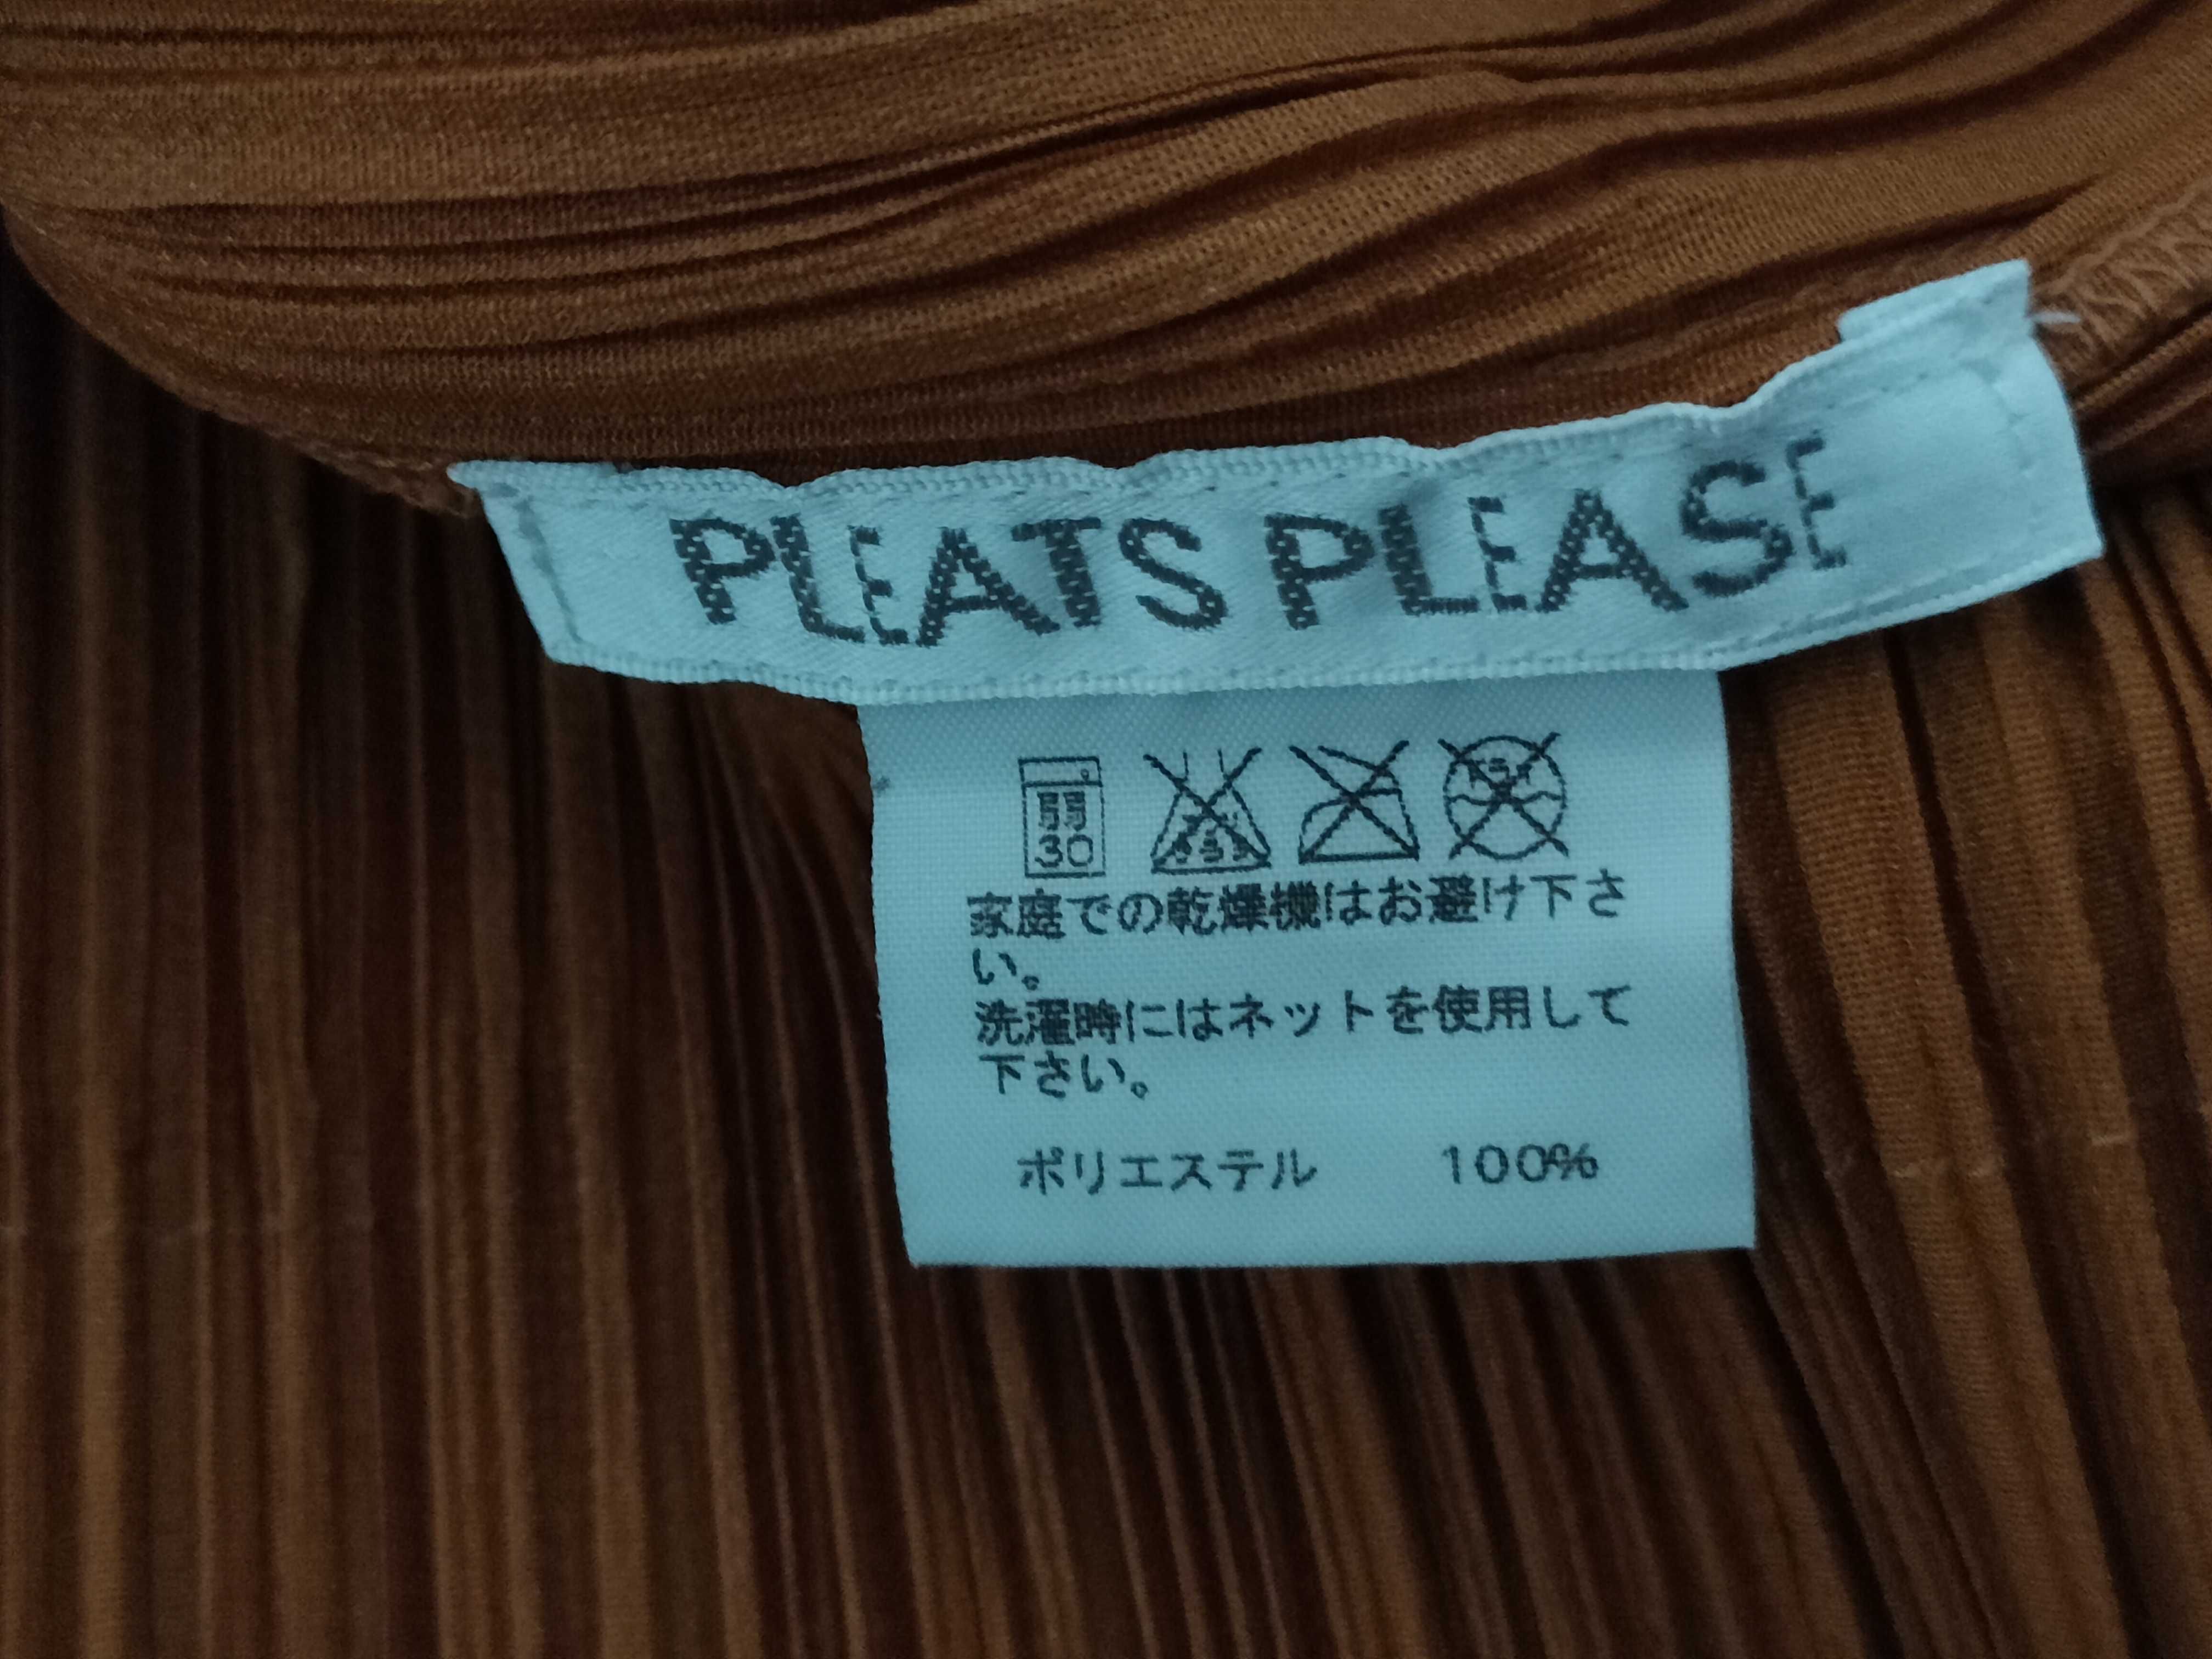 PLEATS PLEASE
弱
30
家庭での乾燥機はお避け下さ
い。
洗濯時にはネットを使用して
下さい。
ポリエステル 100%